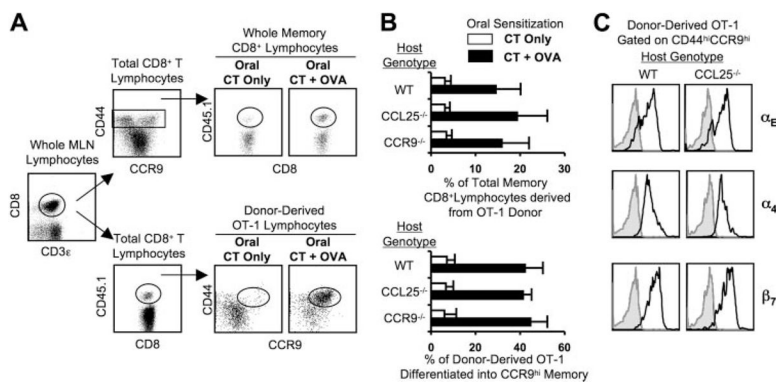 A
Whole Memory
CD8+ Lymphocytes
Total CD8+ T
Lymphocytes
Oral
CT Only
Oral
CT + OVA
CD44
CCR9
CD45.1
CD8
Whole MLN
Lymphocytes
CD8
CD3ε
Donor-Derived
OT-1 Lymphocytes
Total CD8+ T
Lymphocytes
Oral
CT Only
Oral
CT + OVA
CD45.1
CD8
CD44
CCR9
B
Oral Sensitization
CT Only
CT + OVA
Host
Genotype
WT
CCL25-/-
CCR9-/-
0 10 20 30
% of Total Memory
CD8+Lymphocytes derived
from OT-1 Donor
Host
Genotype
WT
CCL25-/-
CCR9-/-
0 20 40 60
% of Donor-Derived OT-1
Differentiated into CCR9hi Memory
C
Donor-Derived OT-1
Gated on CD44hiCCR9hi
Host Genotype
WT CCL25-/-
αE
α4
β7